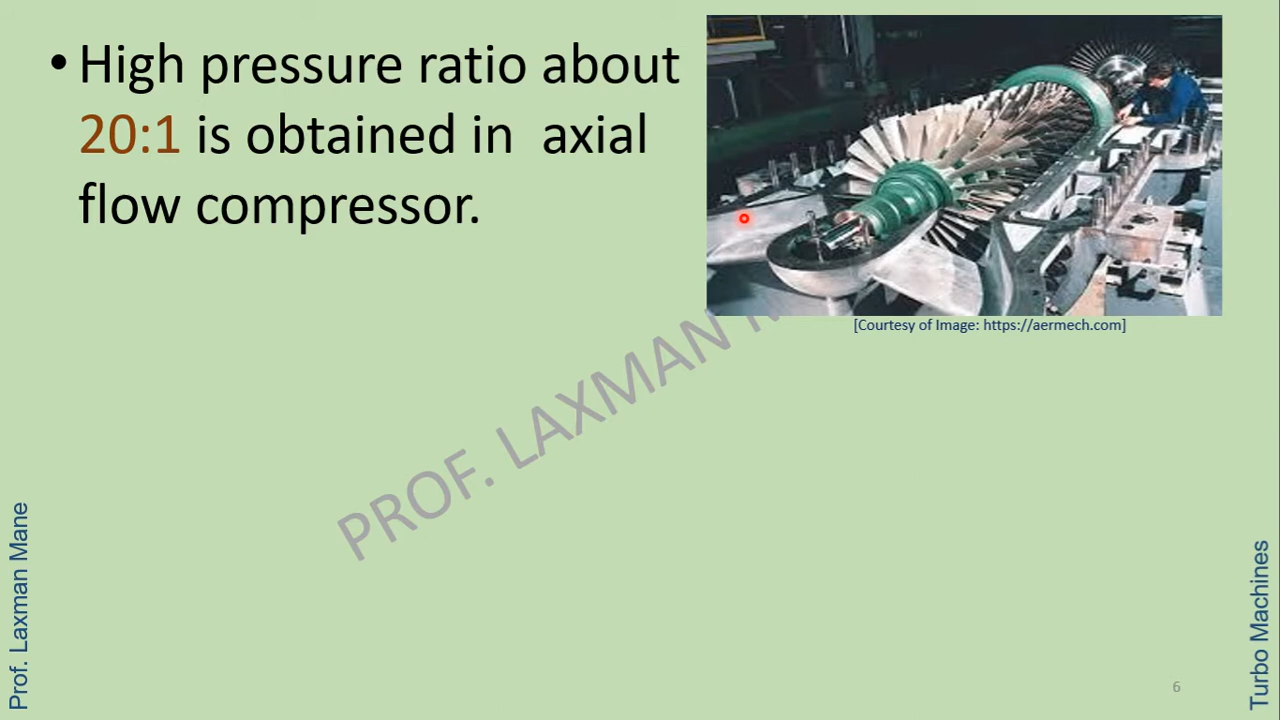 • High pressure ratio about
20:1 is obtained in  axial
flow compressor.
[Courtesy of Image: https://aermech.com]
PROF. LAXMAN
Prof. Laxman Mane
Turbo Machines
6